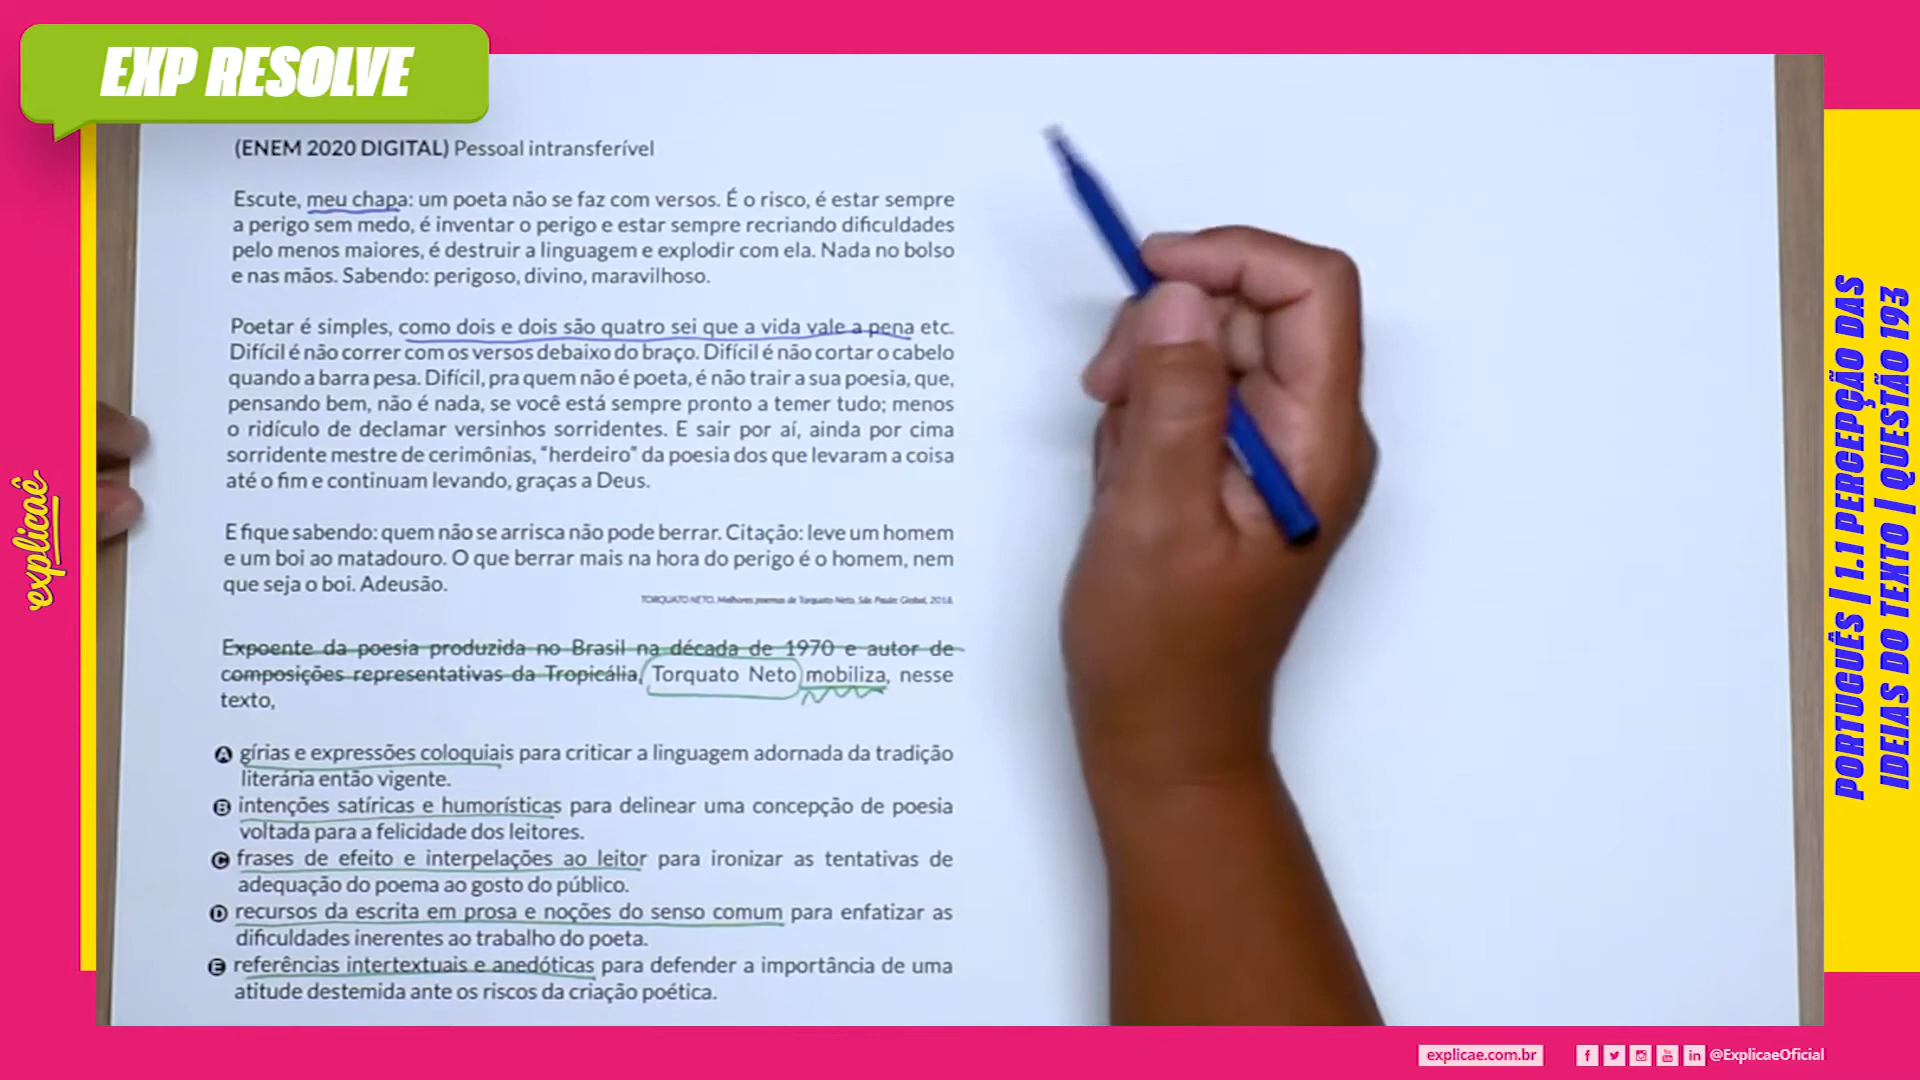 EXP RESOLVE
(ENEM 2020 DIGITAL) Pessoal intransferível
Escute, meu chapa: um poeta não se faz com versos. É o risco, é estar sempre
a perigo sem medo, é inventar o perigo e estar sempre recriando dificuldades
pelo menos maiores, é destruir a linguagem e explodir com ela. Nada no bolso
e nas mãos. Sabendo: perigoso, divino, maravilhoso.
Poetar é simples, como dois e dois são quatro sei que a vida vale a pena etc.
Difícil é não correr com os versos debaixo do braço. Difícil é não cortar o cabelo
quando a barra pesa. Difícil, pra quem não é poeta, é não trair a sua poesia, que,
pensando bem, não é nada, se você está sempre pronto a temer tudo; menos
o ridículo de declamar versinhos sorridentes. E sair por aí, ainda por cima
sorridente mestre de cerimônias, "herdeiro" da poesia dos que levaram a coisa
até o fim e continuam levando, graças a Deus.
E fique sabendo: quem não se arrisca não pode berrar. Citação: leve um homem
e um boi ao matadouro. O que berrar mais na hora do perigo é o homem, nem
que seja o boi. Adeusão.
TORQUATO NETO. Melhores poemas de Torquato Neto. São Paulo: Global, 2018.
Expoente da poesia produzida no Brasil na década de 1970 e autor de
composições representativas da Tropicália, Torquato Neto mobiliza, nesse
texto,
A gírias e expressões coloquiais para criticar a linguagem adornada da tradição
literária então vigente.
B intenções satíricas e humorísticas para delinear uma concepção de poesia
voltada para a felicidade dos leitores.
C frases de efeito e interpelações ao leitor para ironizar as tentativas de
adequação do poema ao gosto do público.
D recursos da escrita em prosa e noções do senso comum para enfatizar as
dificuldades inerentes ao trabalho do poeta.
E referências intertextuais e anedóticas para defender a importância de uma
atitude destemida ante os riscos da criação poética.
explicaê
PORTUGUÊS | 1.1 PERCEPÇÃO DAS
IDEIAS DO TEXTO | QUESTÃO 193
explicae.com.br
@ExplicaeOficial